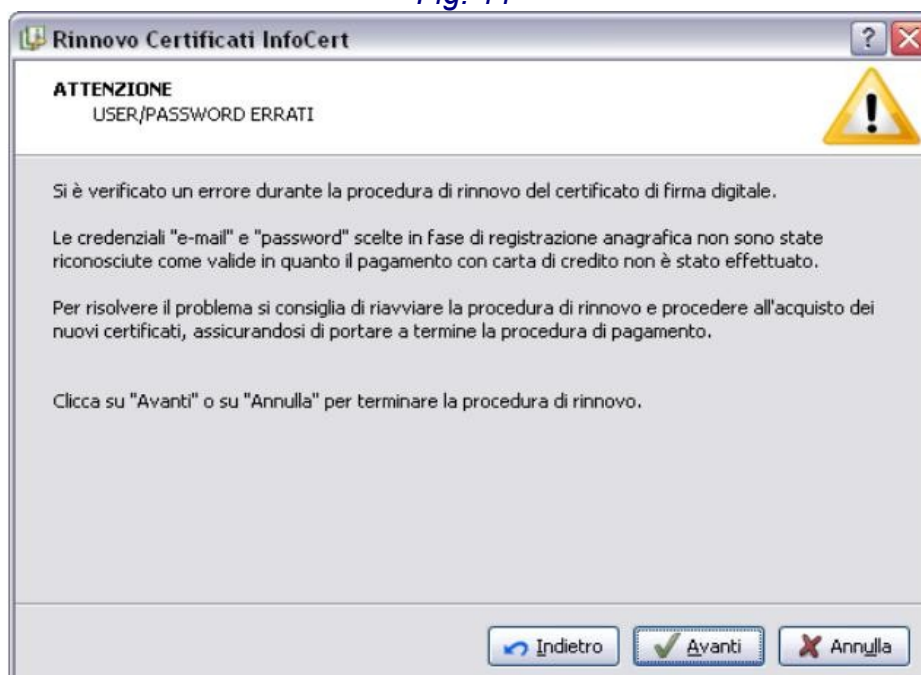 Rinnovo Certificati InfoCert
ATTENZIONE
USER/PASSWORD ERRATI
Si è verificato un errore durante la procedura di rinnovo del certificato di firma digitale.
Le credenziali "e-mail" e "password" scelte in fase di registrazione anagrafica non sono state
riconosciute come valide in quanto il pagamento con carta di credito non è stato effettuato.
Per risolvere il problema si consiglia di riavviare la procedura di rinnovo e procedere all'acquisto dei
nuovi certificati, assicurandosi di portare a termine la procedura di pagamento.
Clicca su "Avanti" o su "Annulla" per terminare la procedura di rinnovo.
Indietro Avanti Annulla